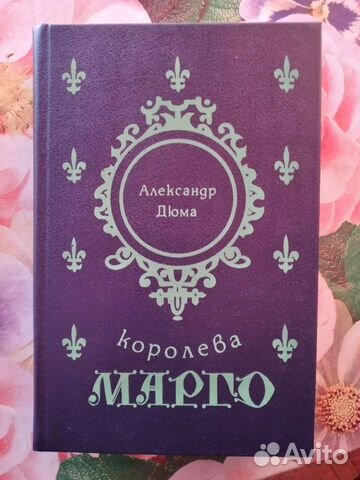 Александр
Дюма
королева
МАРГО
Avito